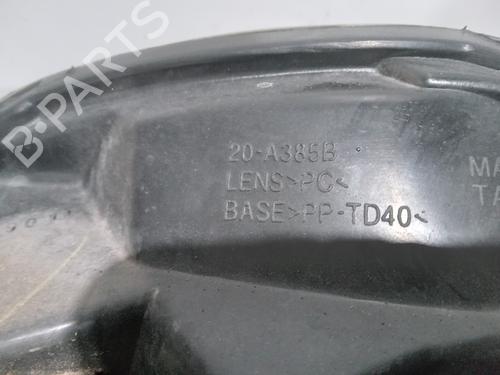 B-PARTS
20-A385B
LENS>PC<
BASE>PP-TD40<
MA
TA